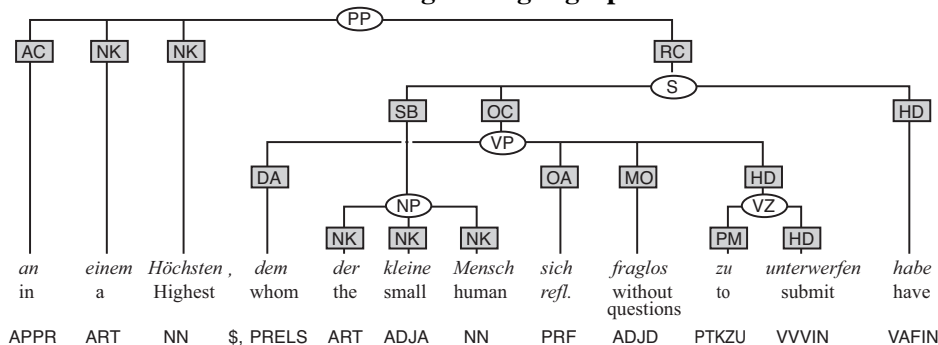 PP
AC NK NK RC
S
SB OC HD
VP
DA OA MO HD
NP VZ
NK NK NK PM HD
an einem Höchsten , dem der kleine Mensch sich fraglos zu unterwerfen habe
in a Highest whom the small human refl. without to submit have
questions
APPR ART NN $, PRELS ART ADJA NN PRF ADJD PTKZU VVVIN VAFIN